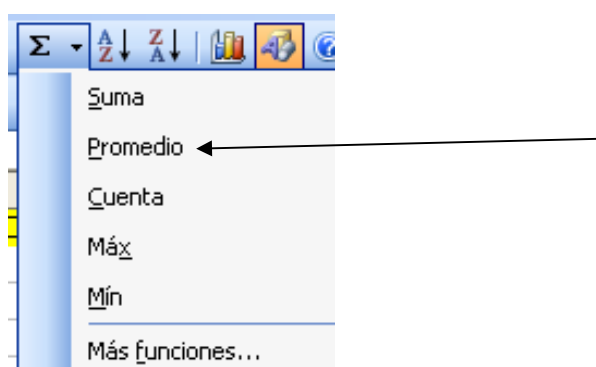 Σ
Suma
Promedio
Cuenta
Máx
Mín
Más funciones...